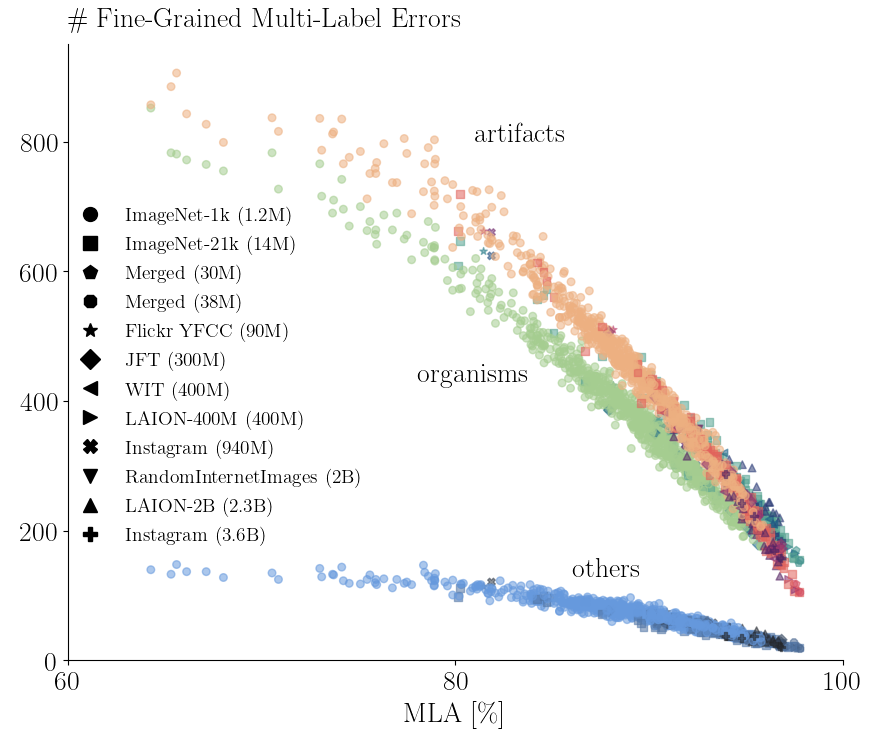 # Fine-Grained Multi-Label Errors
800
600
400
200
0
artifacts
organisms
others
ImageNet-1k (1.2M)
ImageNet-21k (14M)
Merged (30M)
Merged (38M)
Flickr YFCC (90M)
JFT (300M)
WIT (400M)
LAION-400M (400M)
Instagram (940M)
RandomInternetImages (2B)
LAION-2B (2.3B)
Instagram (3.6B)
60
80
100
MLA [%]